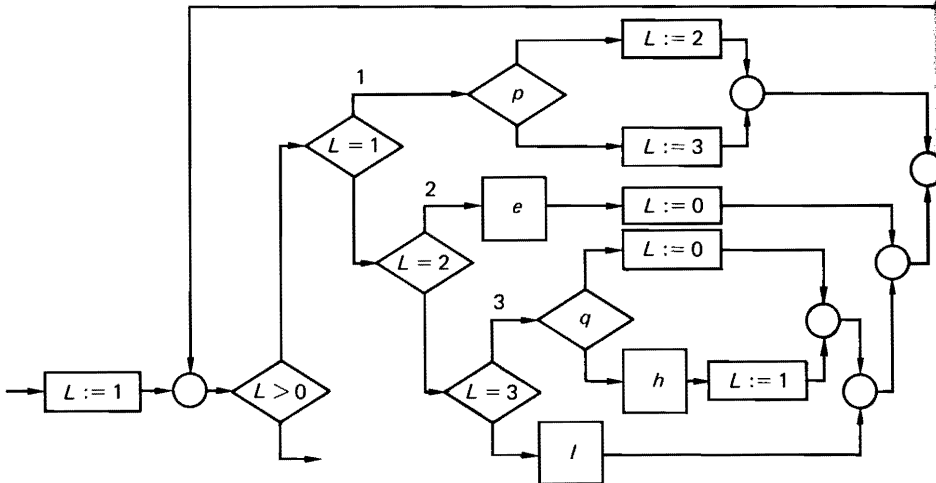 L := 2
1
p
L = 1
L := 3
2
e
L := 0
L = 2
L := 0
3
q
h
L := 1
L := 1
L > 0
L = 3
I